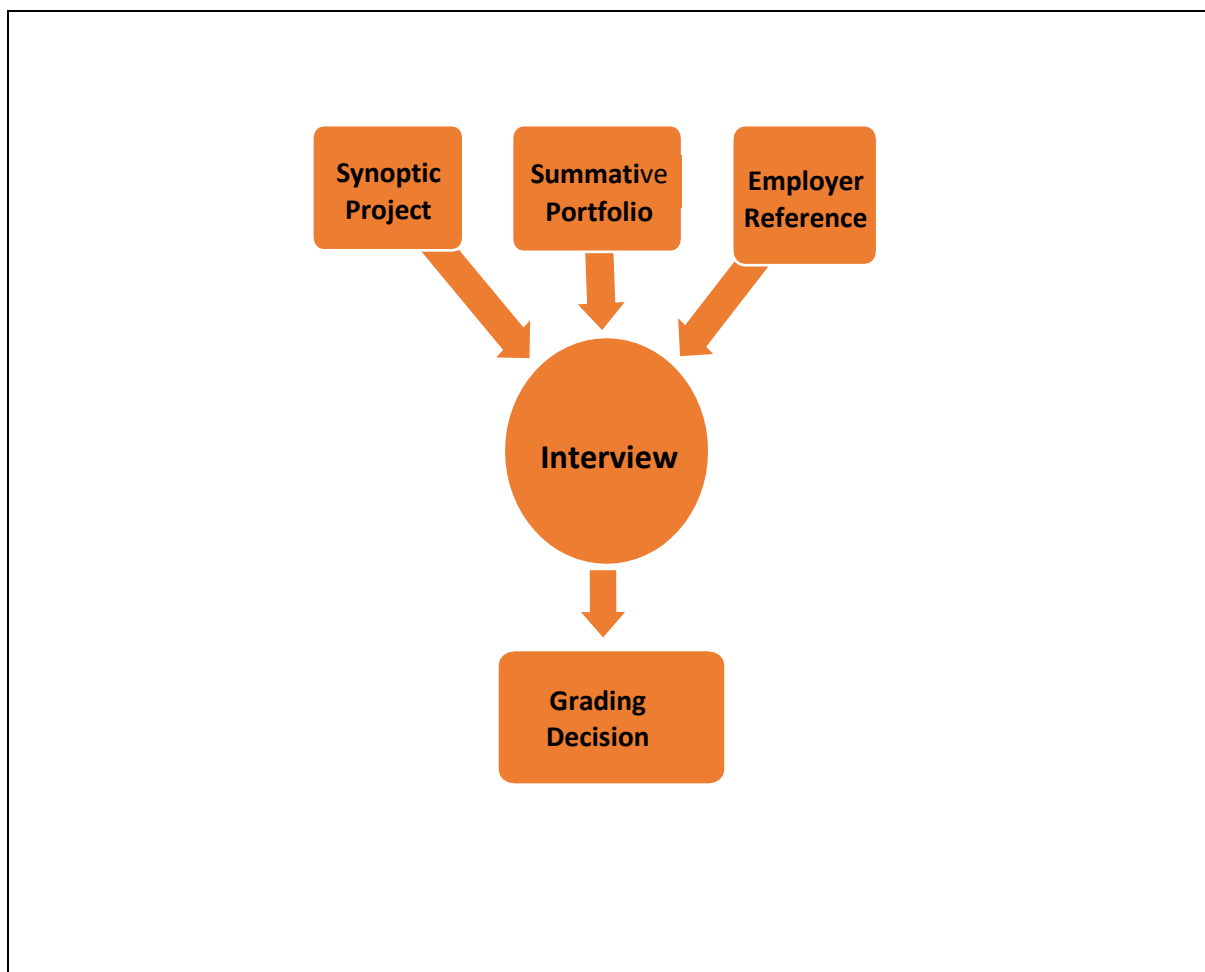 Synoptic
Project
Summative
Portfolio
Employer
Reference
Interview
Grading
Decision